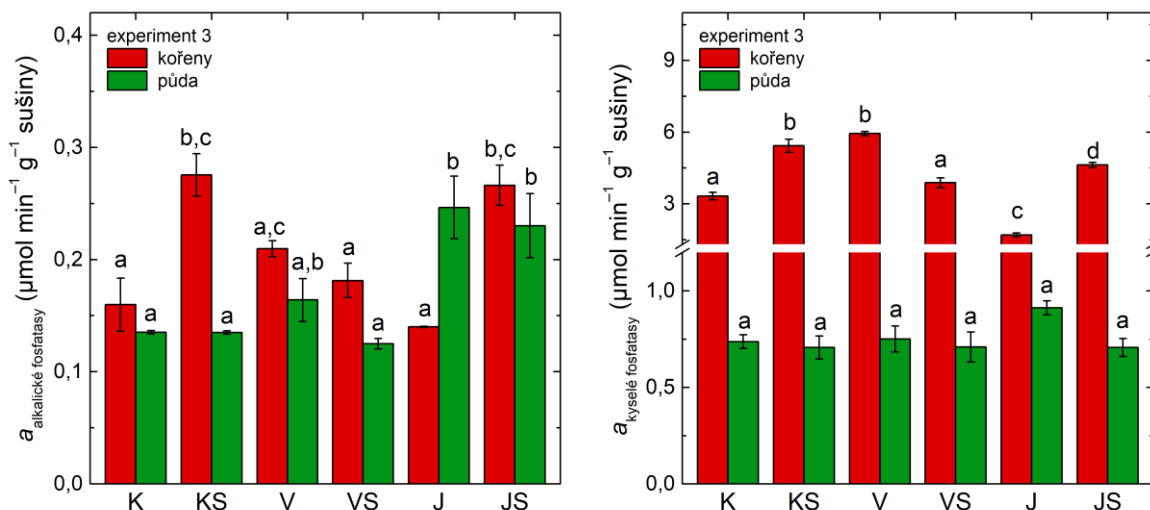 experiment 3
kořeny
půda
a alkalické fosfatasy (μmol min⁻¹ g⁻¹ sušiny)
0,4
0,3
0,2
0,1
0,0
a
a
b,c
a
a,c
a,b
a
a
a
b
b,c
b
K
KS
V
VS
J
JS
experiment 3
kořeny
půda
a kyselé fosfatasy (μmol min⁻¹ g⁻¹ sušiny)
9
6
3
1,0
0,5
0,0
a
b
b
a
c
d
a
a
a
a
a
a
K
KS
V
VS
J
JS